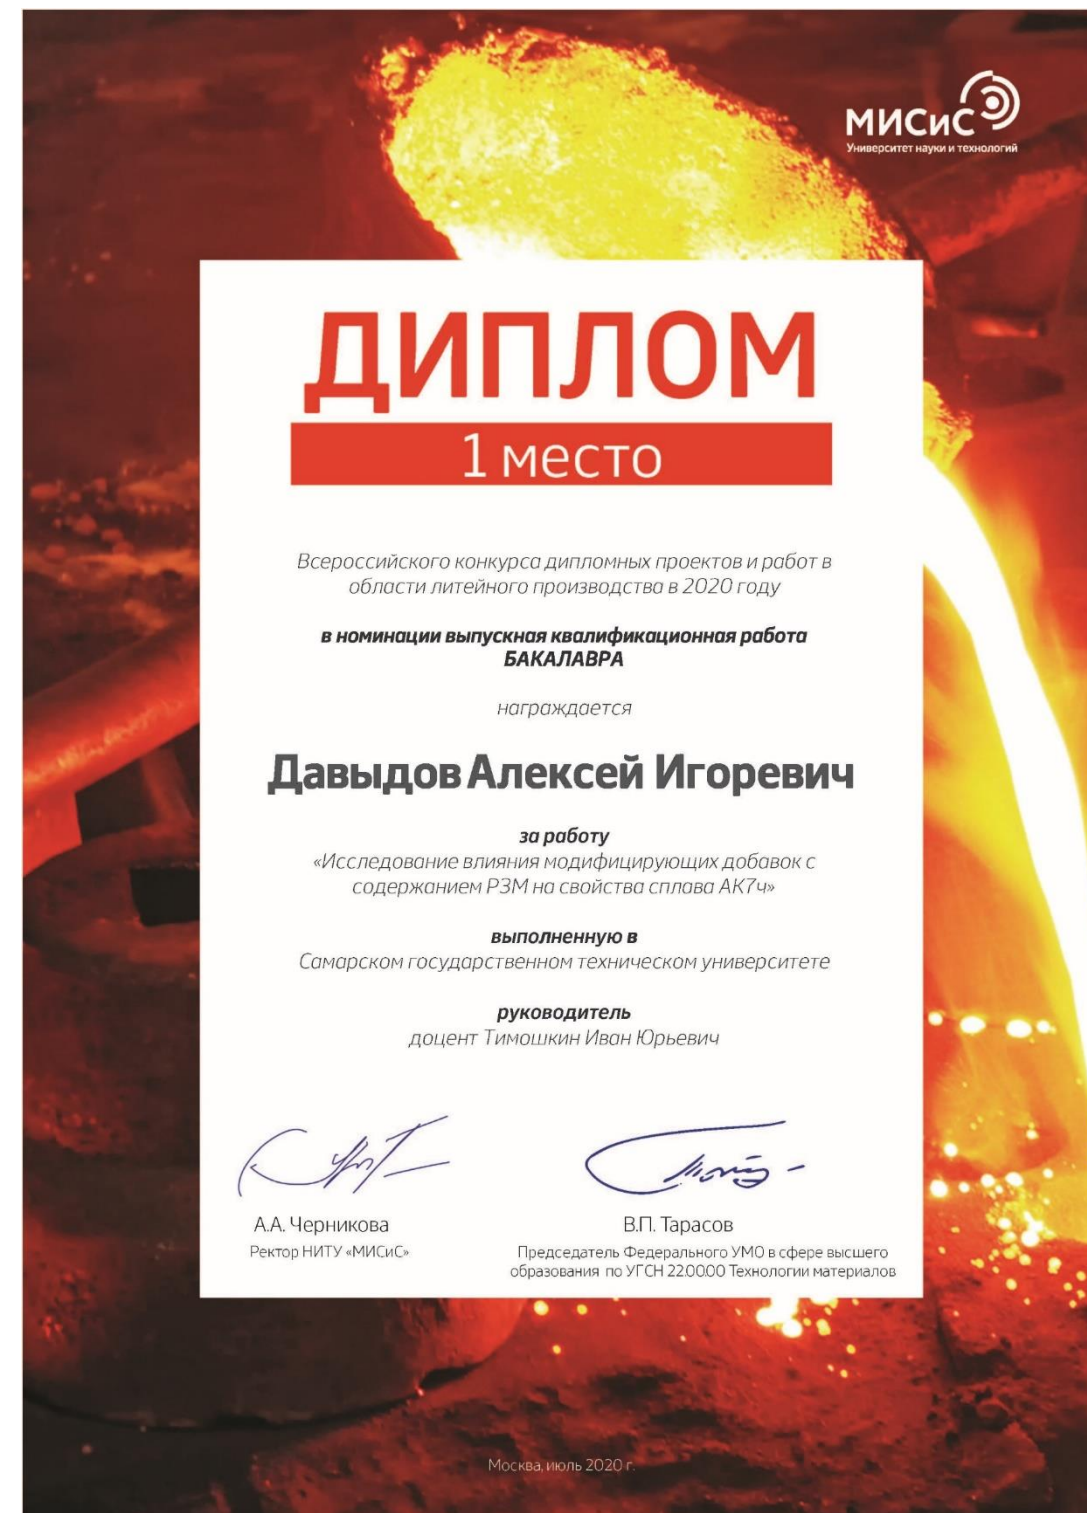 МИСиС
Университет науки и технологий
ДИПЛОМ
1 место
Всероссийского конкурса дипломных проектов и работ в
области литейного производства в 2020 году
в номинации выпускная квалификационная работа
БАКАЛАВРА
награждается
Давыдов Алексей Игоревич
за работу
«Исследование влияния модифицирующих добавок с
содержанием РЗМ на свойства сплава АК7ч»
выполненную в
Самарском государственном техническом университете
руководитель
доцент Тимошкин Иван Юрьевич
А.А. Черникова
Ректор НИТУ «МИСиС»
В.П. Тарасов
Председатель Федерального УМО в сфере высшего
образования по УГСН 22.00.00 Технологии материалов
Москва, июль 2020 г.